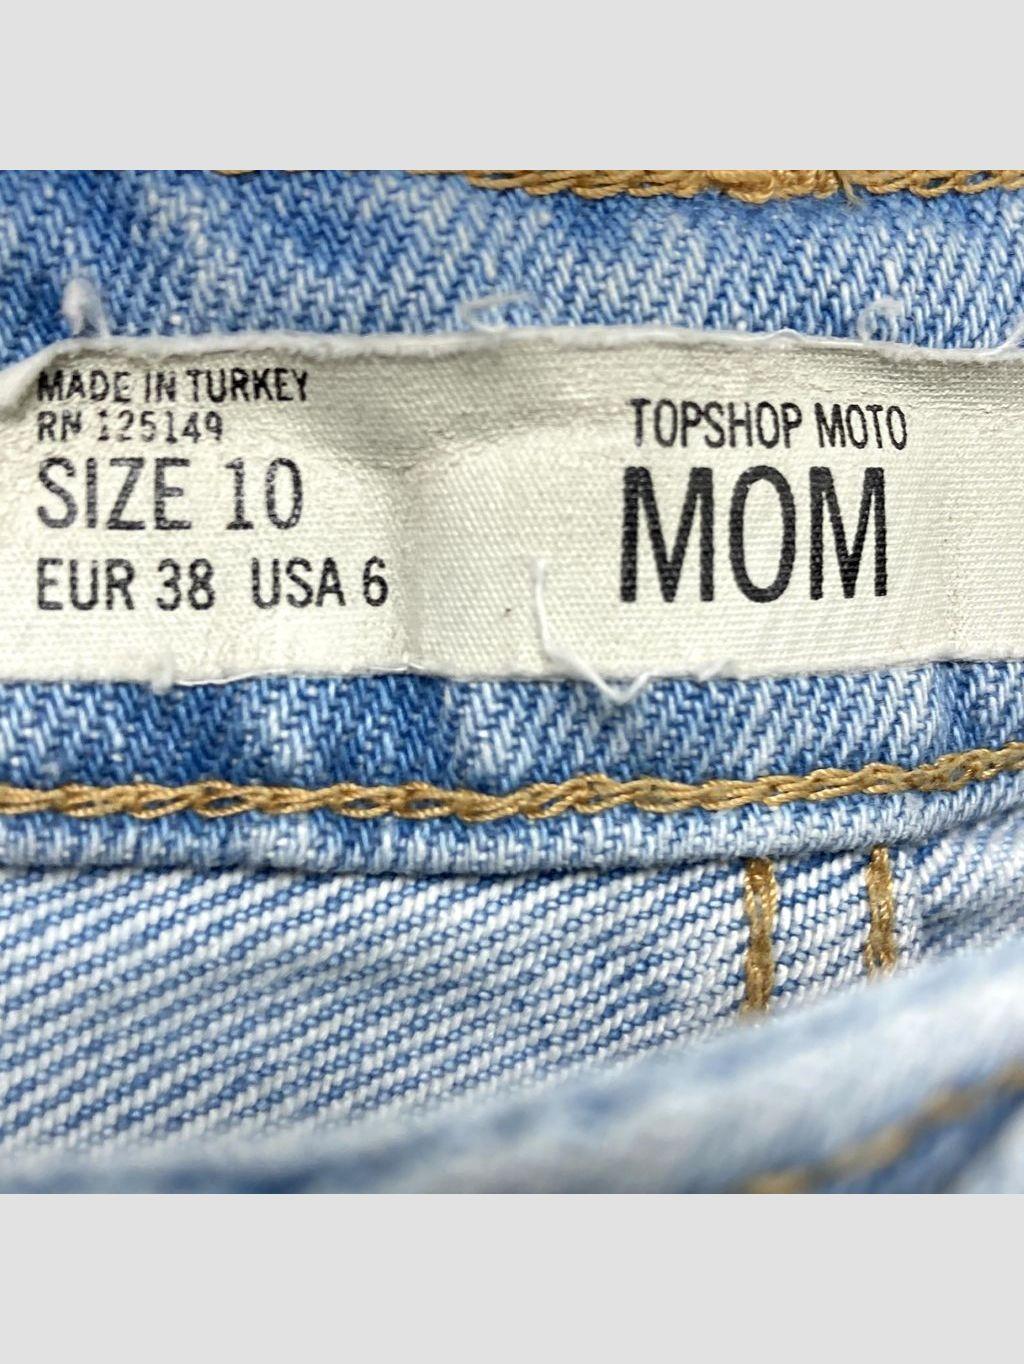 MADE IN TURKEY
RN 125149
SIZE 10
EUR 38 USA 6
TOPSHOP MOTO
MOM